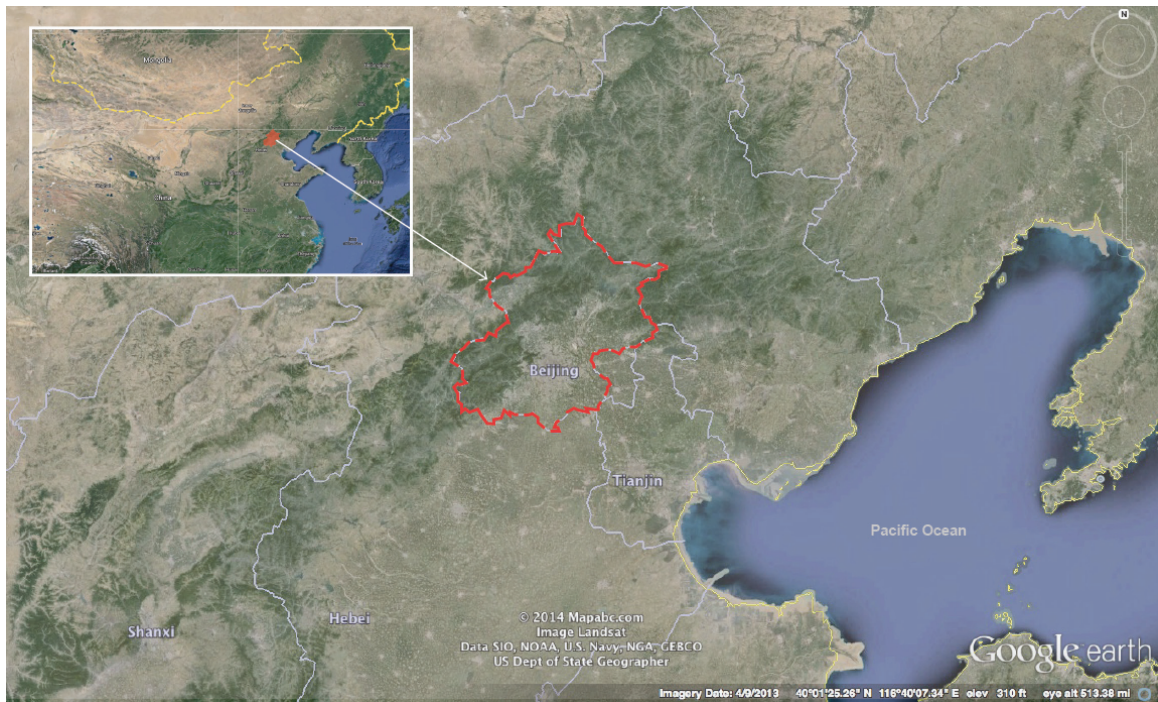 Mongolia
China
N
Beijing
Tianjin
Pacific Ocean
Hebei
Shanxi
© 2014 Mapabc.com
Image Landsat
Data SIO, NOAA, U.S. Navy, NGA, GEBCO
US Dept of State Geographer
Google earth
Imagery Date: 4/9/2013 40°01'25.26" N 116°40'07.34" E elev 310 ft eye alt 513.38 mi